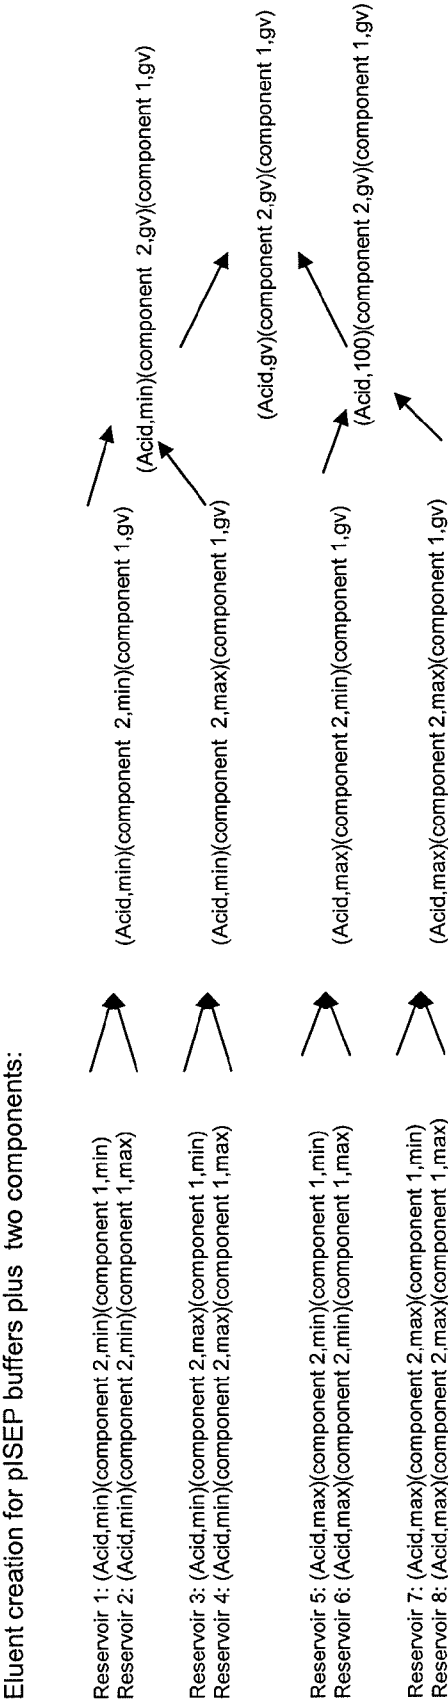 Eluent creation for pISEP buffers plus two components:
Reservoir 1: (Acid,min)(component 2,min)(component 1,min)
Reservoir 2: (Acid,min)(component 2,min)(component 1,max)
Reservoir 3: (Acid,min)(component 2,max)(component 1,min)
Reservoir 4: (Acid,min)(component 2,max)(component 1,max)
Reservoir 5: (Acid,max)(component 2,min)(component 1,min)
Reservoir 6: (Acid,max)(component 2,min)(component 1,max)
Reservoir 7: (Acid,max)(component 2,max)(component 1,min)
Reservoir 8: (Acid,max)(component 2,max)(component 1,max)
(Acid,min)(component 2,min)(component 1,gv)
(Acid,min)(component 2,max)(component 1,gv)
(Acid,max)(component 2,min)(component 1,gv)
(Acid,max)(component 2,max)(component 1,gv)
(Acid,min)(component 2,gv)(component 1,gv)
(Acid,gv)(component 2,gv)(component 1,gv)
(Acid,100)(component 2,gv)(component 1,gv)